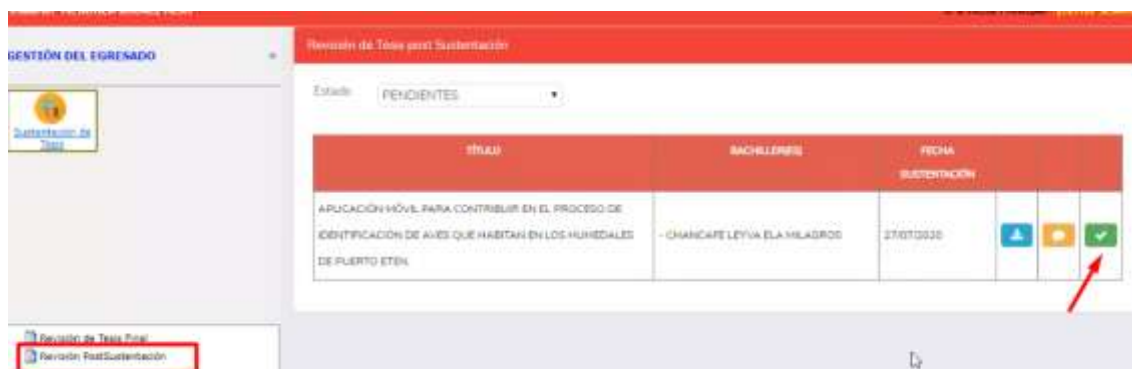 GESTIÓN DEL EGRESADO
Sustentación de
Tesis
Revisión de Tesis Final
Revisión PostSustentación
Revisión de Tesis post Sustentación
Estado PENDIENTES
TÍTULO BACHILLER(ES) FECHA
SUSTENTACIÓN
APLICACIÓN MÓVIL PARA CONTRIBUIR EN EL PROCESO DE
IDENTIFICACIÓN DE AVES QUE HABITAN EN LOS HUMEDALES
DE PUERTO ETEN.
- CHANCAFE LEYVA ELA MILAGROS
27/07/2020